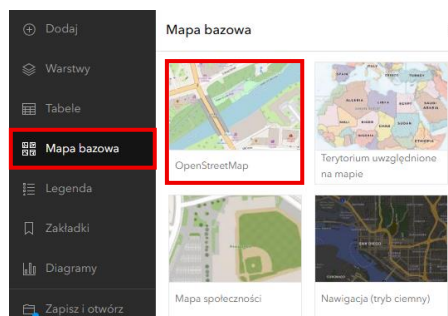 Dodaj
Warstwy
Tabele
Mapa bazowa
Legenda
Zakładki
Diagramy
Zapisz i otwórz
Mapa bazowa
OpenStreetMap
Terytorium uwzględnione
na mapie
Mapa społeczności
Nawigacja (tryb ciemny)